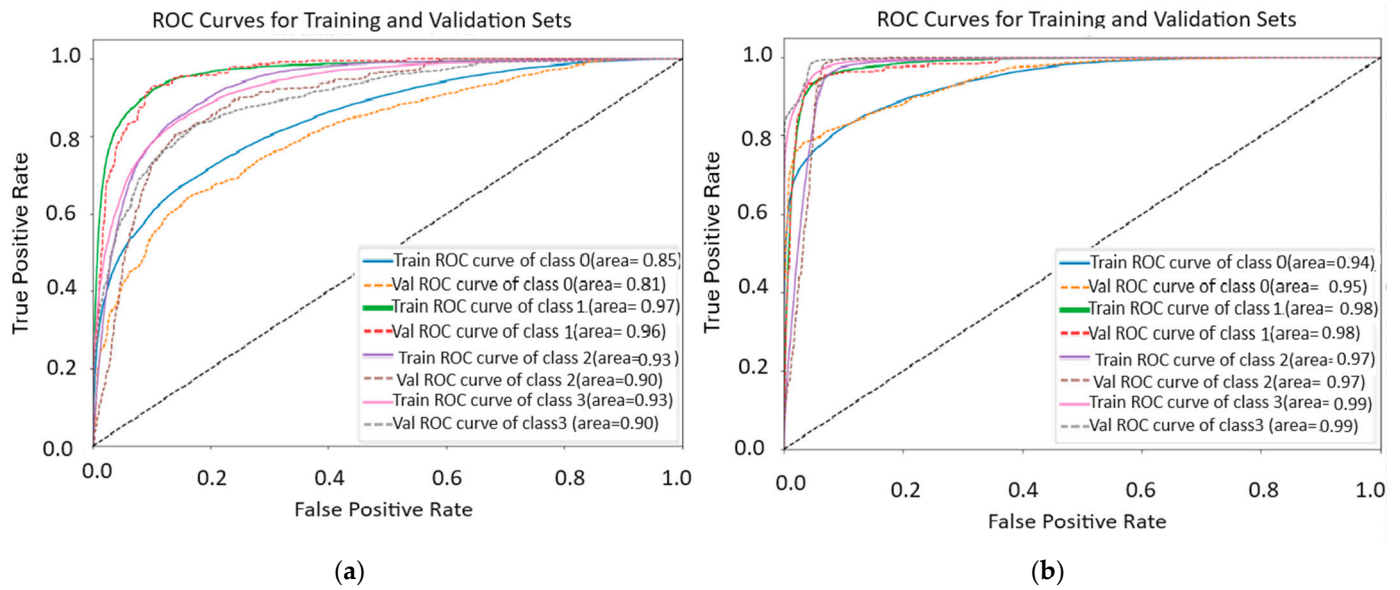 ROC Curves for Training and Validation Sets
1.0
0.8
0.6
0.4
0.2
0.0
True Positive Rate
Train ROC curve of class 0(area= 0.85)
Val ROC curve of class 0(area= 0.81)
Train ROC curve of class 1(area= 0.97)
Val ROC curve of class 1(area= 0.96)
Train ROC curve of class 2(area=0.93 )
Val ROC curve of class 2(area=0.90)
Train ROC curve of class 3(area=0.93)
Val ROC curve of class3 (area=0.90)
0.0 0.2 0.4 0.6 0.8 1.0
False Positive Rate
(a)
ROC Curves for Training and Validation Sets
1.0
0.8
0.6
0.4
0.2
0.0
True Positive Rate
Train ROC curve of class 0(area=0.94)
Val ROC curve of class 0(area= 0.95)
Train ROC curve of class 1(area= 0.98)
Val ROC curve of class 1(area= 0.98)
Train ROC curve of class 2(area= 0.97)
Val ROC curve of class 2(area= 0.97)
Train ROC curve of class 3(area= 0.99)
Val ROC curve of class3 (area= 0.99)
0.0 0.2 0.4 0.6 0.8 1.0
False Positive Rate
(b)